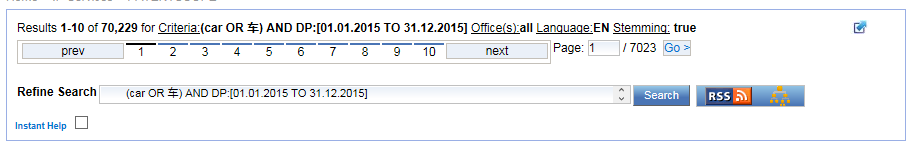 Results 1-10 of 70,229 for Criteria:(car OR 车) AND DP:[01.01.2015 TO 31.12.2015] Office(s):all Language:EN Stemming: true
prev 1 2 3 4 5 6 7 8 9 10 next Page: 1 / 7023 Go >
Refine Search (car OR 车) AND DP:[01.01.2015 TO 31.12.2015] Search RSS
Instant Help